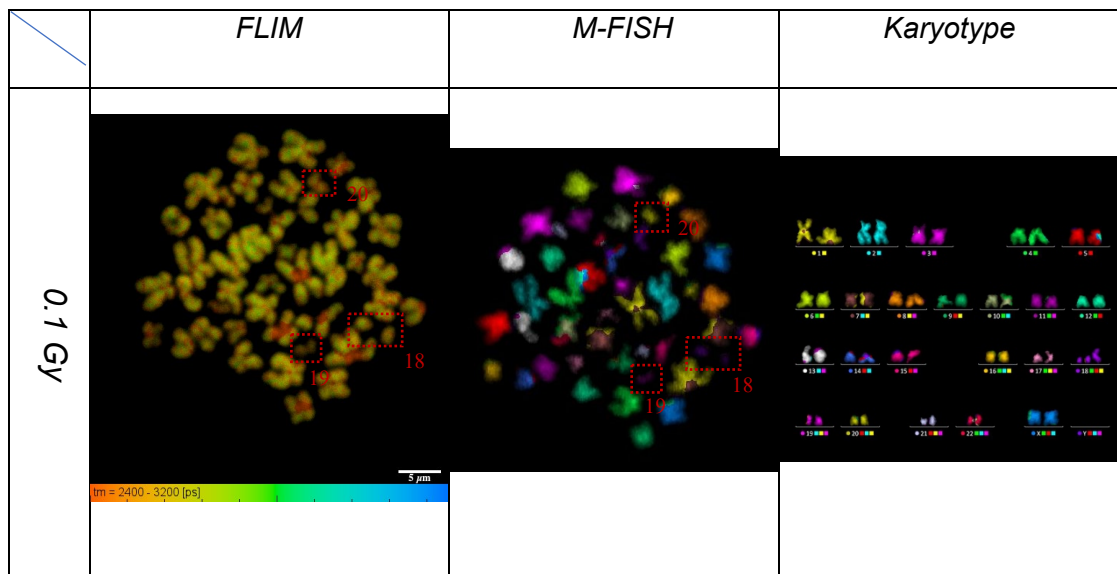 FLIM M-FISH Karyotype
0.1 Gy
20
19
18
5 µm
tm = 2400 - 3200 [ps]
20
19
18
1 2 3 4 5
6 7 8 9 10 11 12
13 14 15 16 17 18
19 20 21 22 X Y